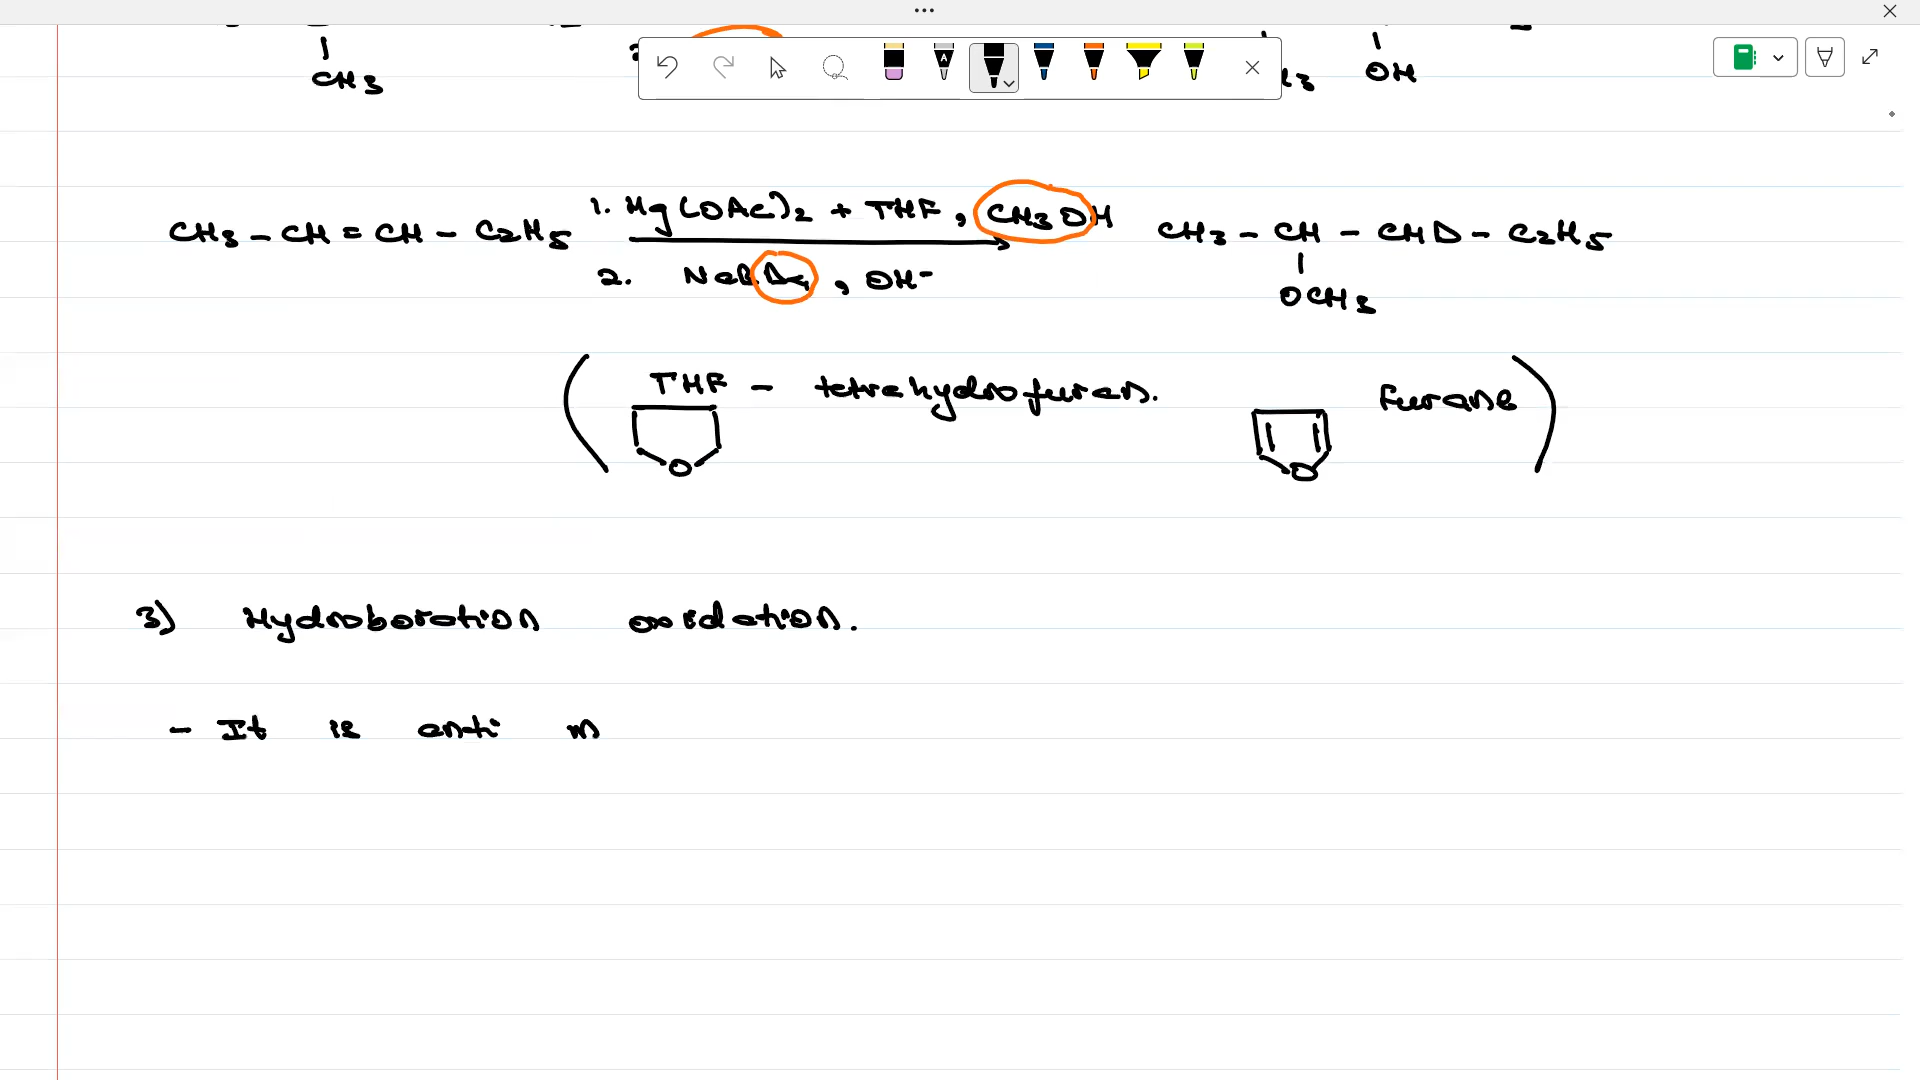 CH3
OH
1. Hg(OAc)2 + THF, CH3OH
CH3 - CH = CH - C2H5
CH3 - CH - CHD - C2H5
2. NaBD4, OH-
OCH3
THF - tetrahydrofuran.
Furane
O
O
3) Hydroboration oxidation.
- It is anti m